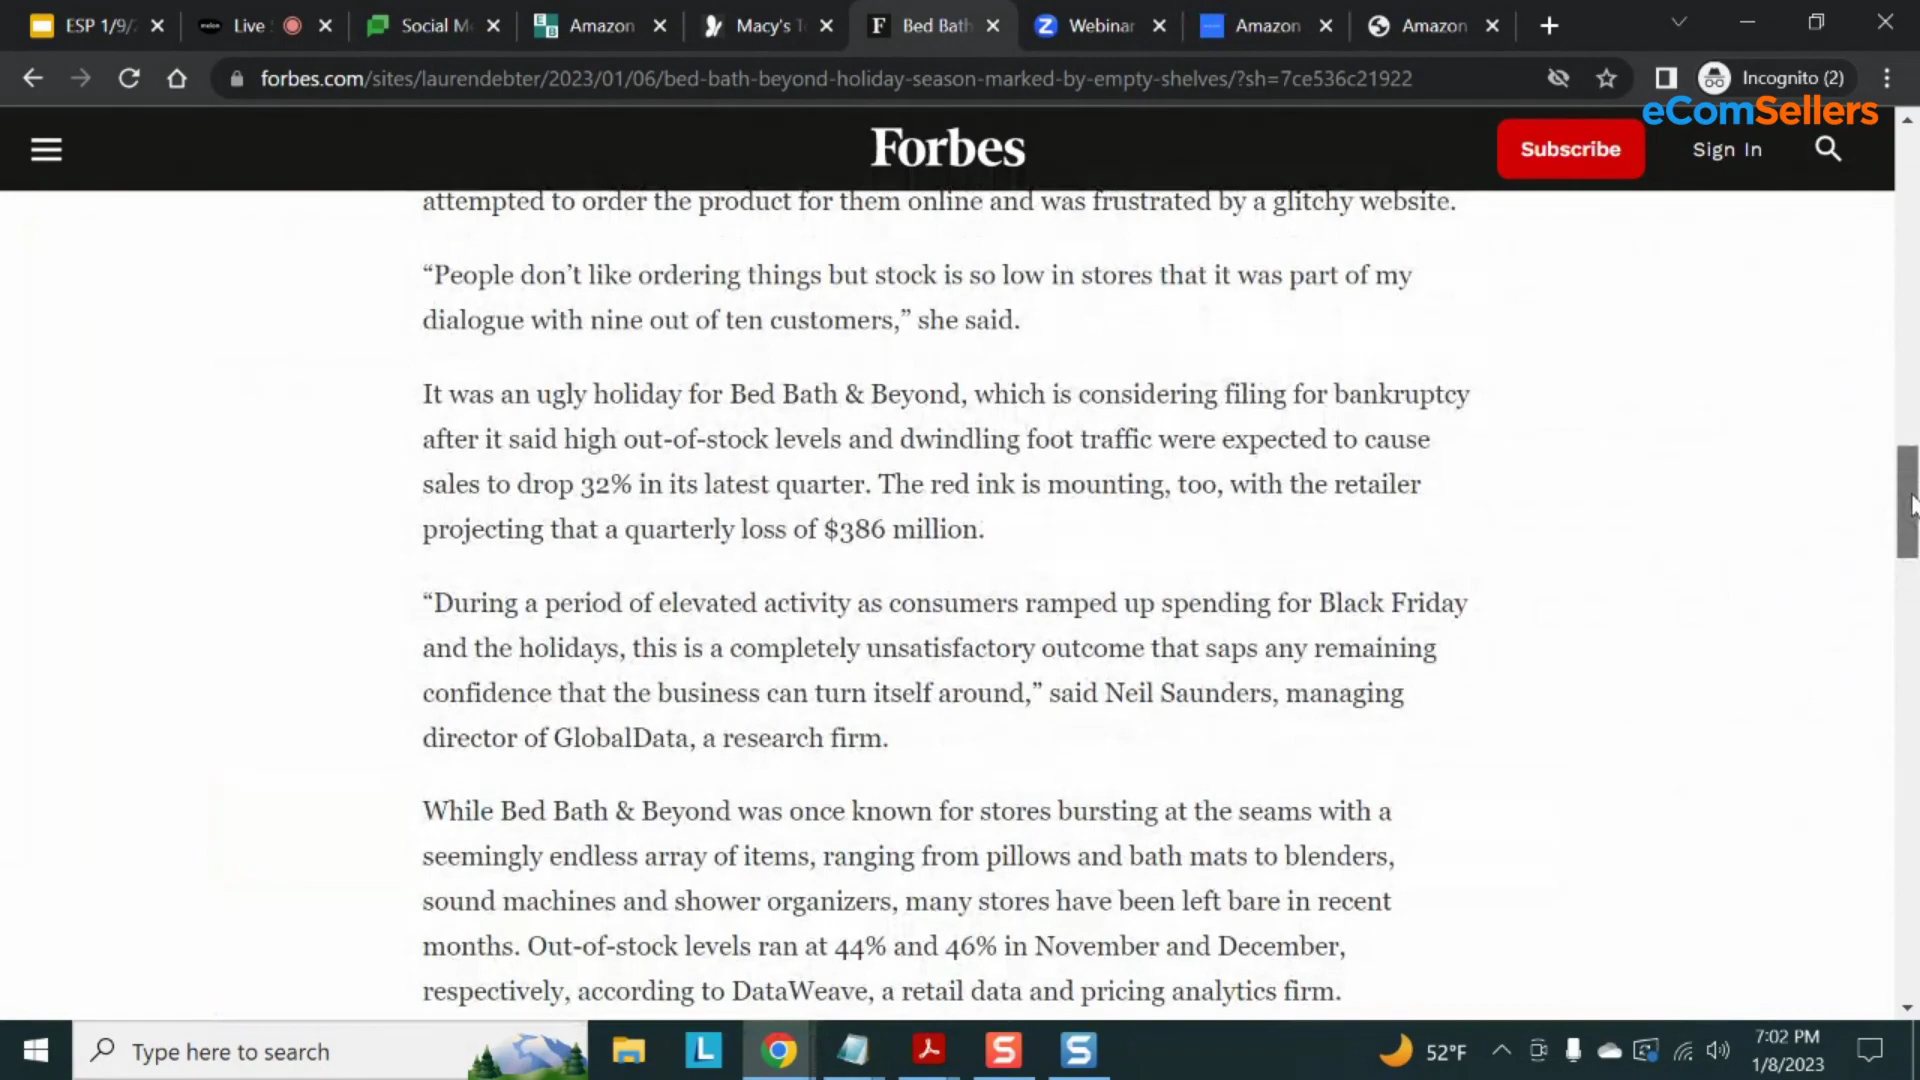 ESP 1/9/
Live
Social M
Amazon
Macy's T
Bed Bath
Webinar
Amazon
Amazon
forbes.com/sites/laurendebter/2023/01/06/bed-bath-beyond-holiday-season-marked-by-empty-shelves/?sh=7ce536c21922
Incognito (2)
eComSellers
Forbes
Subscribe
Sign In
attempted to order the product for them online and was frustrated by a glitchy website.
“People don’t like ordering things but stock is so low in stores that it was part of my
dialogue with nine out of ten customers,” she said.
It was an ugly holiday for Bed Bath & Beyond, which is considering filing for bankruptcy
after it said high out-of-stock levels and dwindling foot traffic were expected to cause
sales to drop 32% in its latest quarter. The red ink is mounting, too, with the retailer
projecting that a quarterly loss of $386 million.
“During a period of elevated activity as consumers ramped up spending for Black Friday
and the holidays, this is a completely unsatisfactory outcome that saps any remaining
confidence that the business can turn itself around,” said Neil Saunders, managing
director of GlobalData, a research firm.
While Bed Bath & Beyond was once known for stores bursting at the seams with a
seemingly endless array of items, ranging from pillows and bath mats to blenders,
sound machines and shower organizers, many stores have been left bare in recent
months. Out-of-stock levels ran at 44% and 46% in November and December,
respectively, according to DataWeave, a retail data and pricing analytics firm.
Type here to search
52°F
7:02 PM
1/8/2023